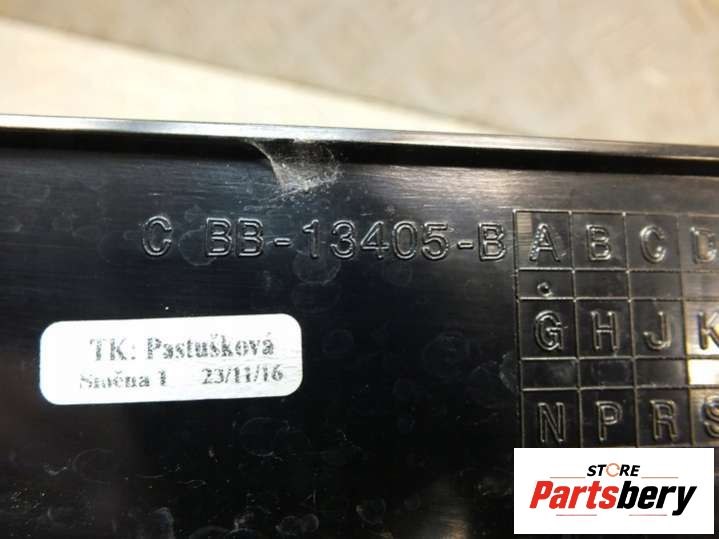 C BB-13405-B
A B C D
G H J K
N P R S
TK: Pastušková
Směna 1 23/11/16
STORE
Partsbery